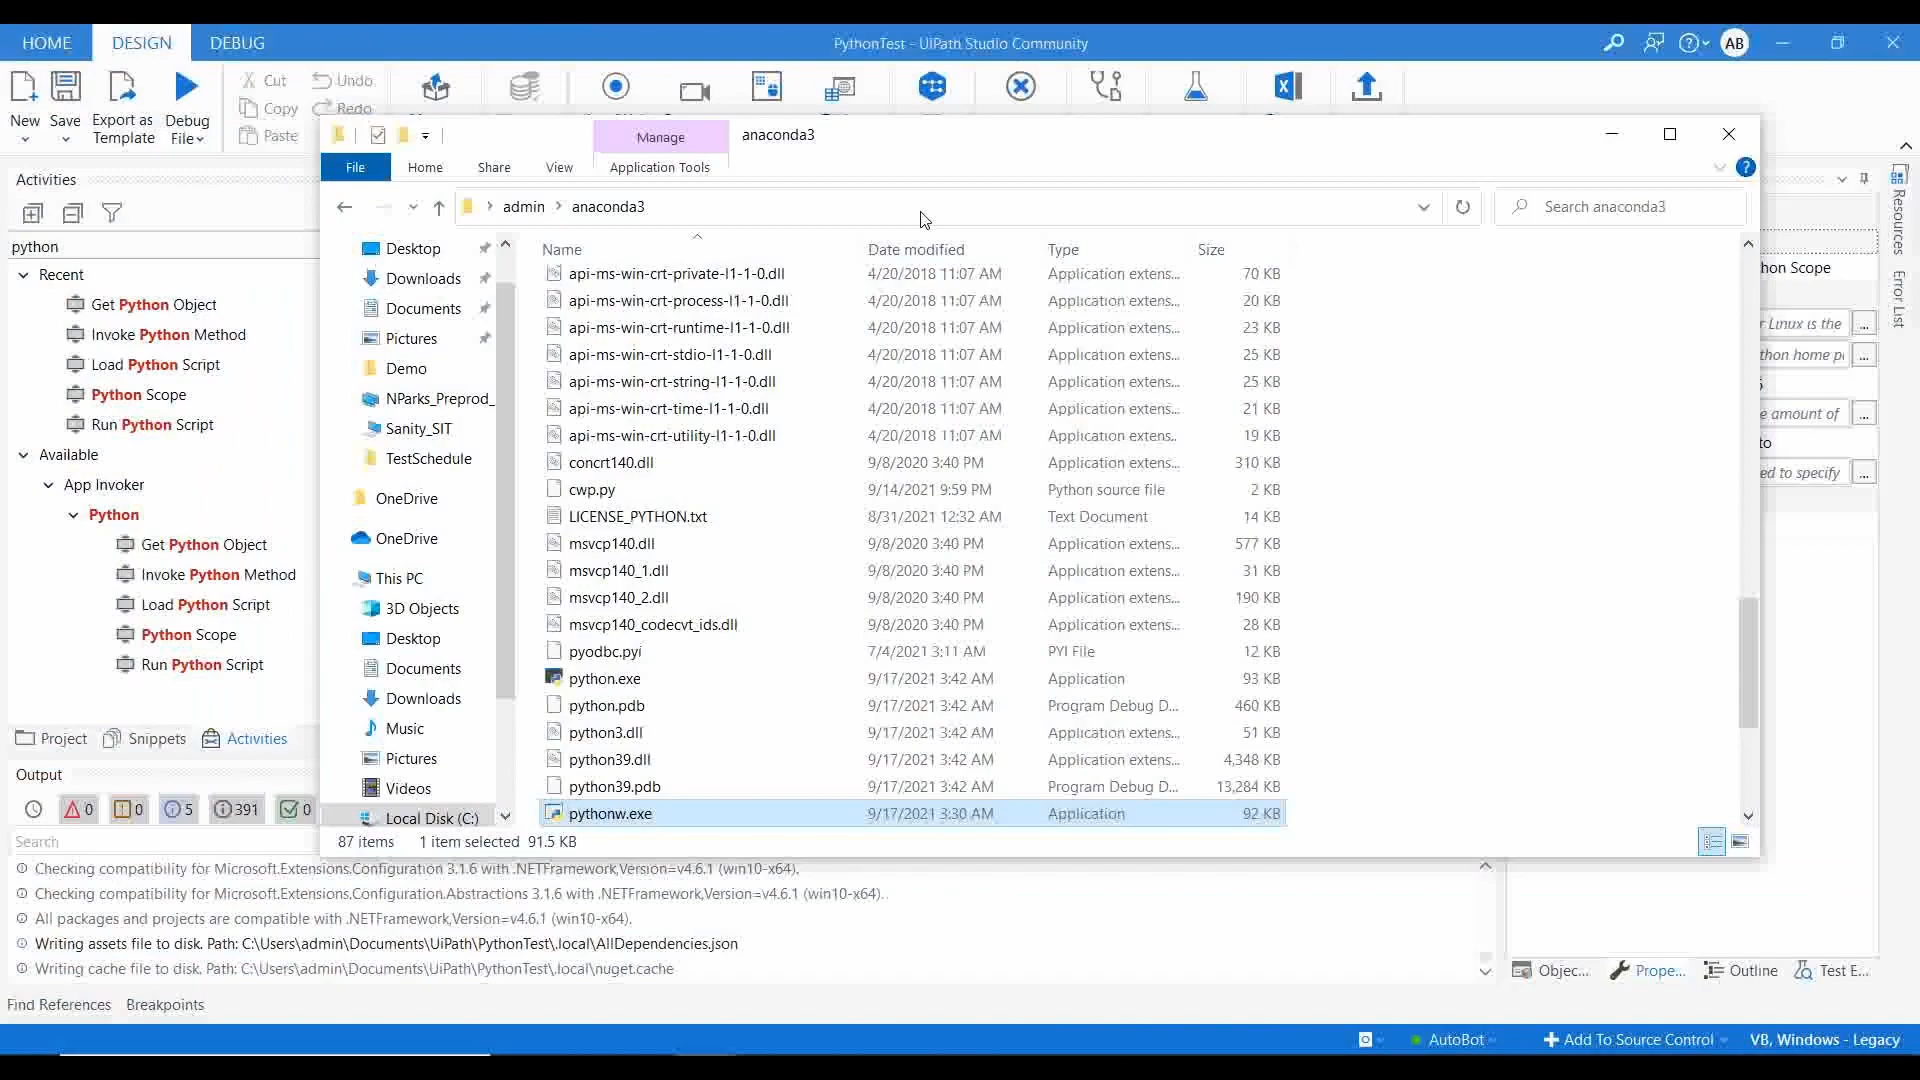 HOME
DESIGN
DEBUG
PythonTest - UiPath Studio Community
AB
New
Save
Export as
Template
Debug
File
Cut
Copy
Paste
Undo
Redo
Activities
python
Recent
Get Python Object
Invoke Python Method
Load Python Script
Python Scope
Run Python Script
Available
App Invoker
Python
Get Python Object
Invoke Python Method
Load Python Script
Python Scope
Run Python Script
Project
Snippets
Activities
Manage
anaconda3
File
Home
Share
View
Application Tools
admin > anaconda3
Search anaconda3
Desktop
Downloads
Documents
Pictures
Demo
NParks_Preprod_
Sanity_SIT
TestSchedule
OneDrive
OneDrive
This PC
3D Objects
Desktop
Documents
Downloads
Music
Pictures
Videos
Local Disk (C:)
Name Date modified Type Size
api-ms-win-crt-private-l1-1-0.dll 4/20/2018 11:07 AM Application extens... 70 KB
api-ms-win-crt-process-l1-1-0.dll 4/20/2018 11:07 AM Application extens... 20 KB
api-ms-win-crt-runtime-l1-1-0.dll 4/20/2018 11:07 AM Application extens... 23 KB
api-ms-win-crt-stdio-l1-1-0.dll 4/20/2018 11:07 AM Application extens... 25 KB
api-ms-win-crt-string-l1-1-0.dll 4/20/2018 11:07 AM Application extens... 25 KB
api-ms-win-crt-time-l1-1-0.dll 4/20/2018 11:07 AM Application extens... 21 KB
api-ms-win-crt-utility-l1-1-0.dll 4/20/2018 11:07 AM Application extens... 19 KB
concrt140.dll 9/8/2020 3:40 PM Application extens... 310 KB
cwp.py 9/14/2021 9:59 PM Python source file 2 KB
LICENSE_PYTHON.txt 8/31/2021 12:32 AM Text Document 14 KB
msvcp140.dll 9/8/2020 3:40 PM Application extens... 577 KB
msvcp140_1.dll 9/8/2020 3:40 PM Application extens... 31 KB
msvcp140_2.dll 9/8/2020 3:40 PM Application extens... 190 KB
msvcp140_codecvt_ids.dll 9/8/2020 3:40 PM Application extens... 28 KB
pyodbc.pyi 7/4/2021 3:11 AM PYI File 12 KB
python.exe 9/17/2021 3:42 AM Application 93 KB
python.pdb 9/17/2021 3:42 AM Program Debug D... 460 KB
python3.dll 9/17/2021 3:42 AM Application extens... 51 KB
python39.dll 9/17/2021 3:42 AM Application extens... 4,348 KB
python39.pdb 9/17/2021 3:42 AM Program Debug D... 13,284 KB
pythonw.exe 9/17/2021 3:30 AM Application 92 KB
87 items 1 item selected 91.5 KB
hon Scope
r Linux is the ...
thon home p ...
e amount of ...
to
ed to specify ...
Resources
Error List
Output
0
0
5
391
0
Search
Checking compatibility for Microsoft.Extensions.Configuration 3.1.6 with .NETFramework,Version=v4.6.1 (win10-x64).
Checking compatibility for Microsoft.Extensions.Configuration.Abstractions 3.1.6 with .NETFramework,Version=v4.6.1 (win10-x64).
All packages and projects are compatible with .NETFramework,Version=v4.6.1 (win10-x64).
Writing assets file to disk. Path: C:\Users\admin\Documents\UiPath\PythonTest\.local\AllDependencies.json
Writing cache file to disk. Path: C:\Users\admin\Documents\UiPath\PythonTest\.local\nuget.cache
Objec...
Prope...
Outline
Test E...
Find References
Breakpoints
AutoBot
Add To Source Control
VB, Windows - Legacy